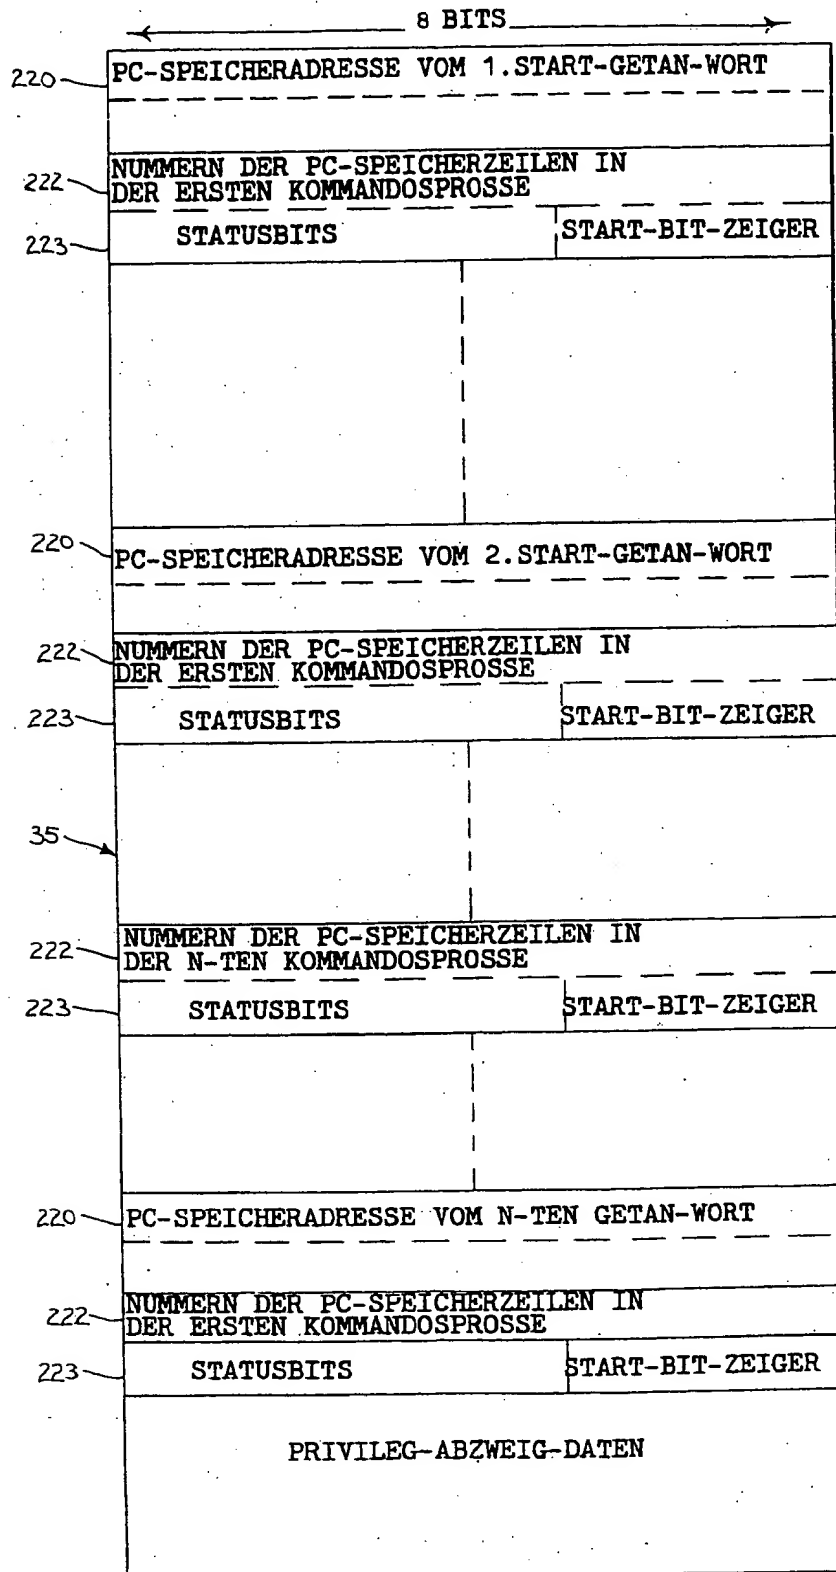 8 BITS
220 PC-SPEICHERADRESSE VOM 1.START-GETAN-WORT
222 NUMMERN DER PC-SPEICHERZEILEN IN
DER ERSTEN KOMMANDOSPROSSE
223 STATUSBITS START-BIT-ZEIGER
220 PC-SPEICHERADRESSE VOM 2.START-GETAN-WORT
222 NUMMERN DER PC-SPEICHERZEILEN IN
DER ERSTEN KOMMANDOSPROSSE
223 STATUSBITS START-BIT-ZEIGER
35
222 NUMMERN DER PC-SPEICHERZEILEN IN
DER N-TEN KOMMANDOSPROSSE
223 STATUSBITS START-BIT-ZEIGER
220 PC-SPEICHERADRESSE VOM N-TEN GETAN-WORT
222 NUMMERN DER PC-SPEICHERZEILEN IN
DER ERSTEN KOMMANDOSPROSSE
223 STATUSBITS START-BIT-ZEIGER
PRIVILEG-ABZWEIG-DATEN